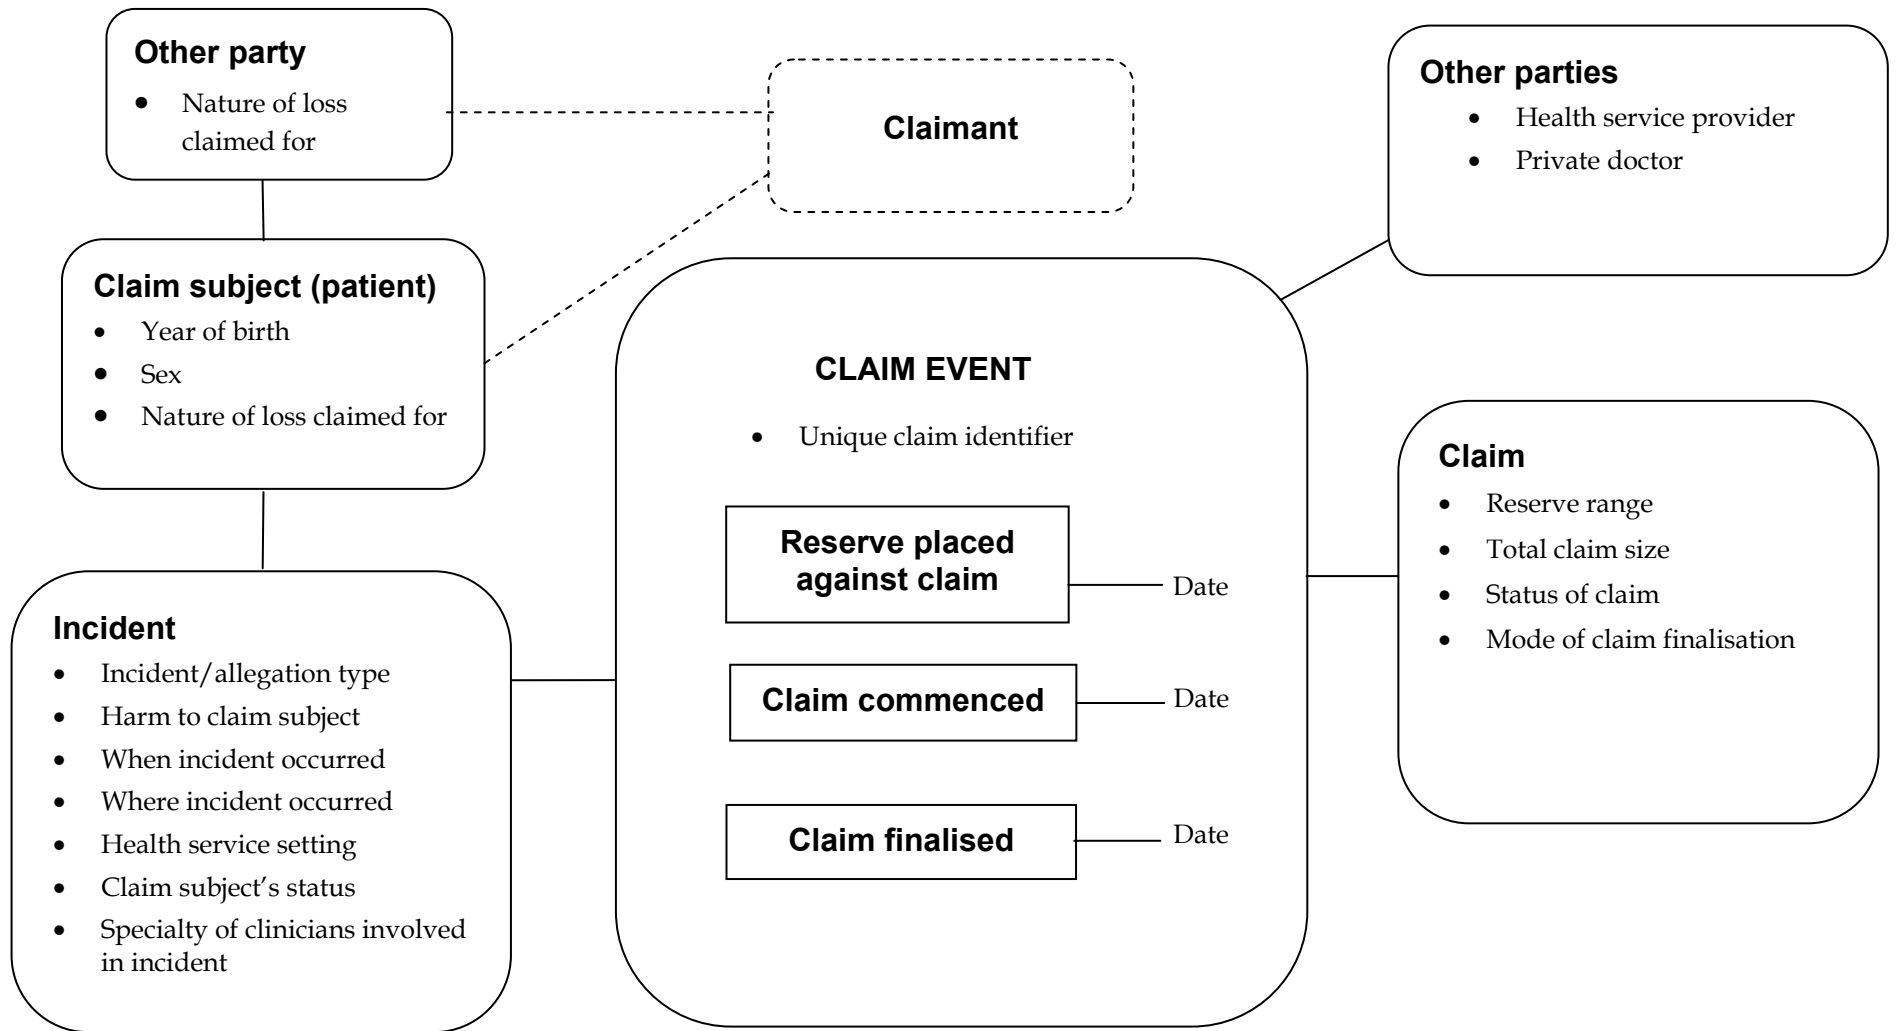 Other party
• Nature of loss
claimed for
Claimant
Other parties
• Health service provider
• Private doctor
Claim subject (patient)
• Year of birth
• Sex
• Nature of loss claimed for
CLAIM EVENT
• Unique claim identifier
Reserve placed
against claim
Date
Claim commenced
Date
Claim finalised
Date
Claim
• Reserve range
• Total claim size
• Status of claim
• Mode of claim finalisation
Incident
• Incident/allegation type
• Harm to claim subject
• When incident occurred
• Where incident occurred
• Health service setting
• Claim subject’s status
• Specialty of clinicians involved
in incident